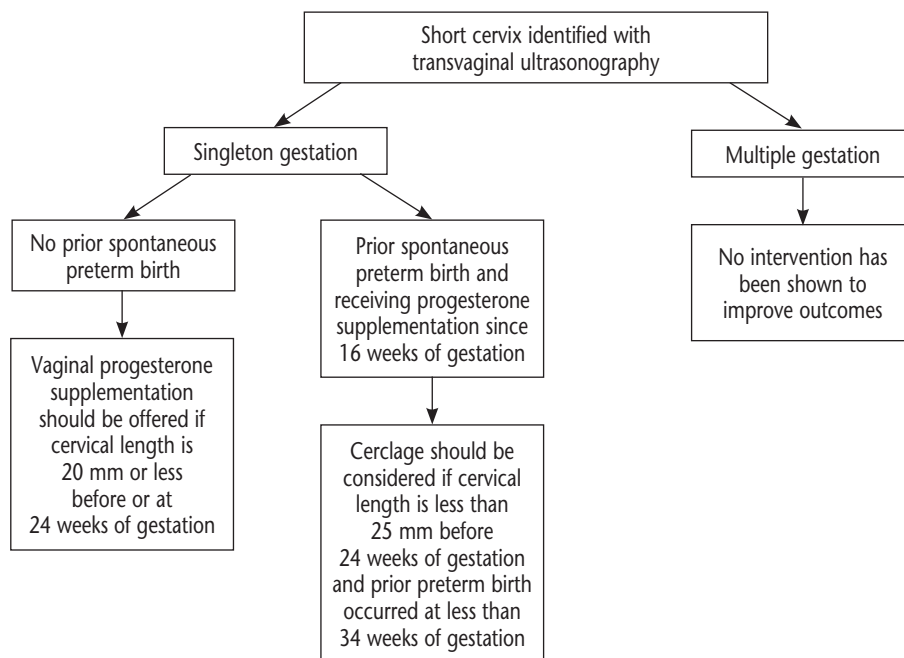 Short cervix identified with
transvaginal ultrasonography
Singleton gestation
Multiple gestation
No prior spontaneous
preterm birth
Prior spontaneous
preterm birth and
receiving progesterone
supplementation since
16 weeks of gestation
No intervention has
been shown to
improve outcomes
Vaginal progesterone
supplementation
should be offered if
cervical length is
20 mm or less
before or at
24 weeks of gestation
Cerclage should be
considered if cervical
length is less than
25 mm before
24 weeks of gestation
and prior preterm birth
occurred at less than
34 weeks of gestation